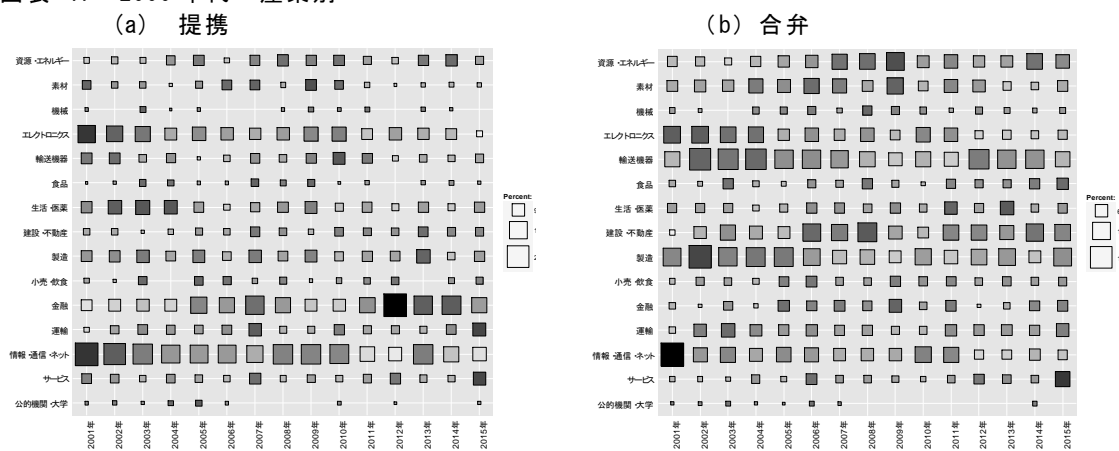 (a) 提携
(b) 合弁
資源・エネルギー
素材
機械
エレクトロニクス
輸送機器
食品
生活・医薬
建設・不動産
製造
小売・飲食
金融
運輸
情報・通信・ネット
サービス
公的機関・大学
2001年
2002年
2003年
2004年
2005年
2006年
2007年
2008年
2009年
2010年
2011年
2012年
2013年
2014年
2015年
Percent:
資源・エネルギー
素材
機械
エレクトロニクス
輸送機器
食品
生活・医薬
建設・不動産
製造
小売・飲食
金融
運輸
情報・通信・ネット
サービス
公的機関・大学
2001年
2002年
2003年
2004年
2005年
2006年
2007年
2008年
2009年
2010年
2011年
2012年
2013年
2014年
2015年
Percent: